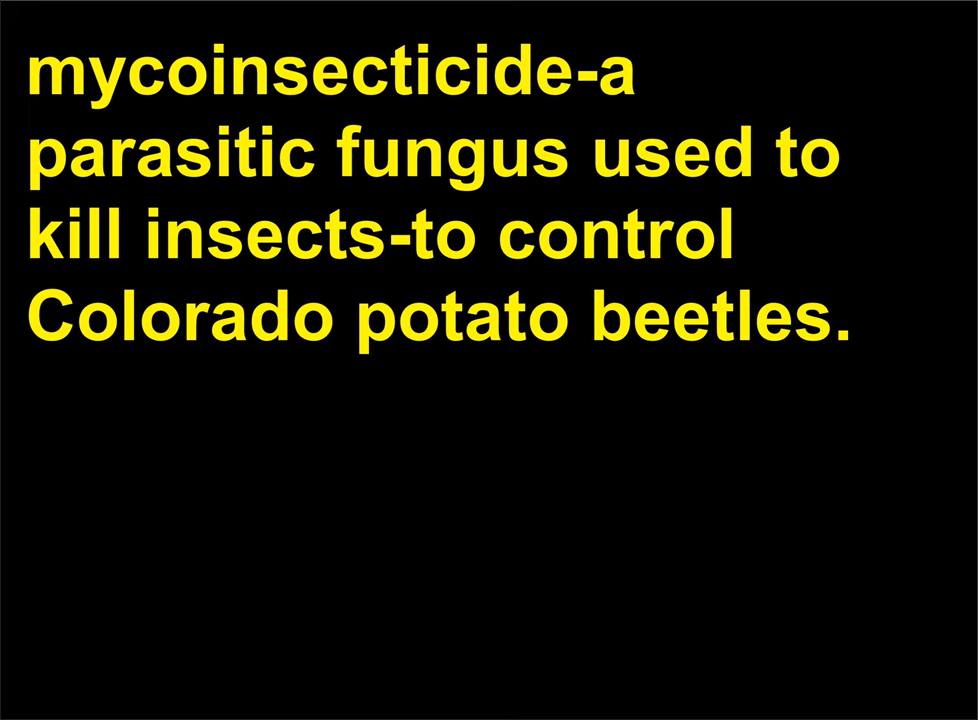 mycoinsecticide-a
parasitic fungus used to
kill insects-to control
Colorado potato beetles.